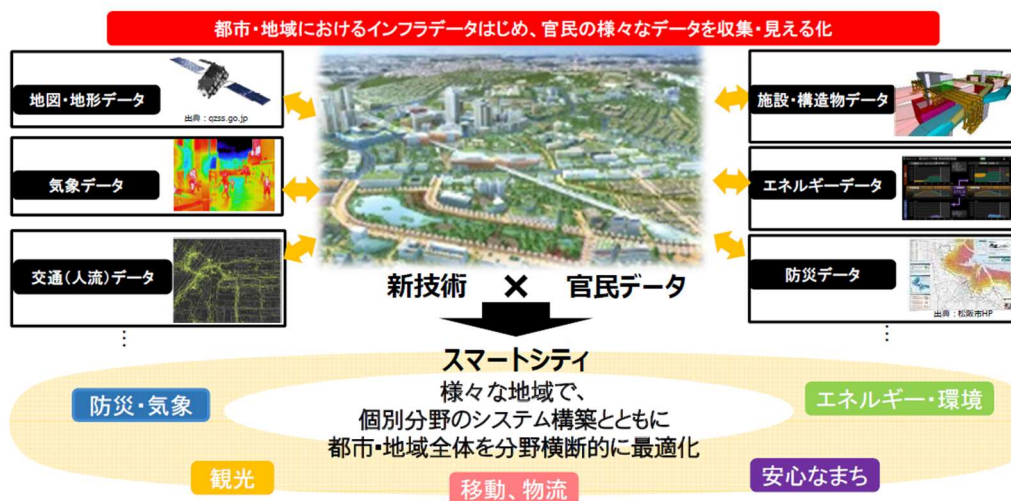 都市・地域におけるインフラデータはじめ、官民の様々なデータを収集・見える化
地図・地形データ
出典：qzss.go.jp
気象データ
交通（人流）データ
⋮
施設・構造物データ
エネルギーデータ
防災データ
出典：松阪市HP
⋮
新技術 × 官民データ
スマートシティ
様々な地域で、
個別分野のシステム構築とともに
都市・地域全体を分野横断的に最適化
防災・気象
エネルギー・環境
観光
移動、物流
安心なまち